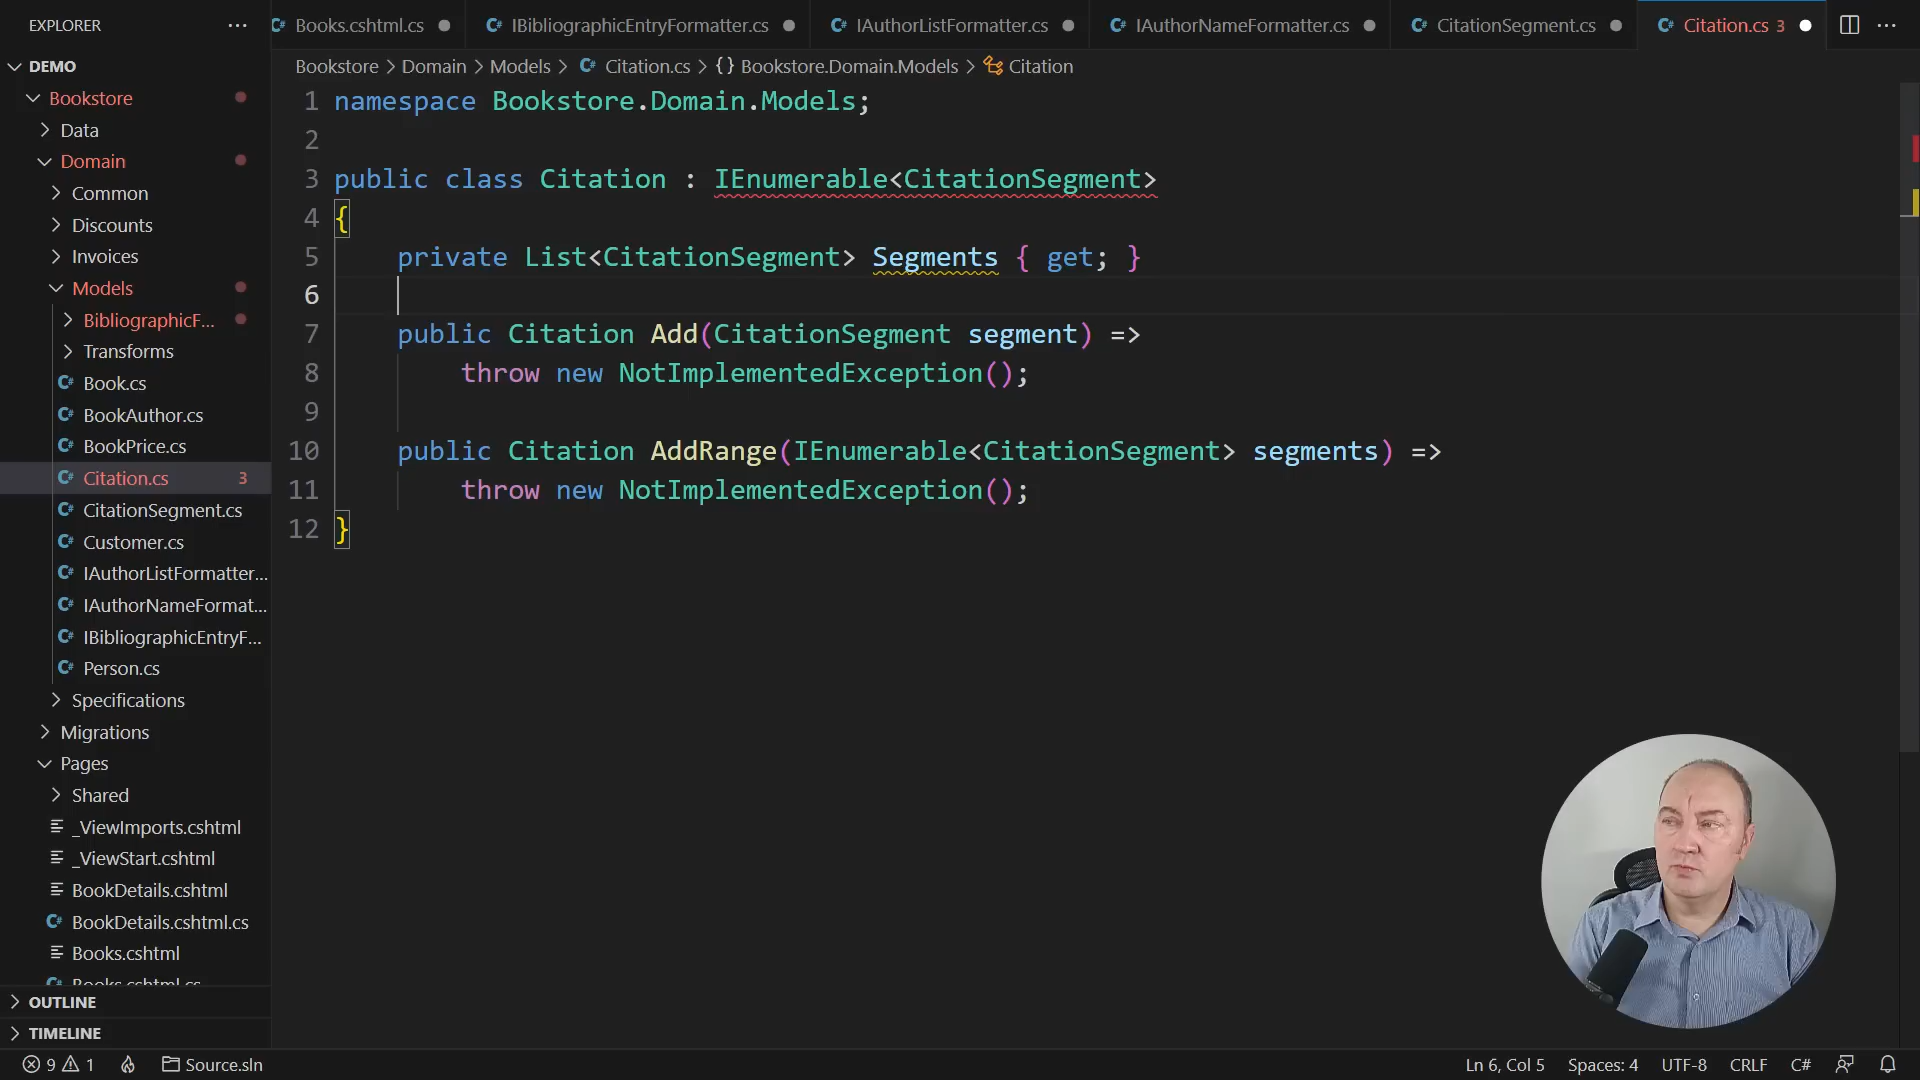 EXPLORER
Books.cshtml.cs
IBibliographicEntryFormatter.cs
IAuthorListFormatter.cs
IAuthorNameFormatter.cs
CitationSegment.cs
Citation.cs 3
DEMO
Bookstore
Data
Domain
Common
Discounts
Invoices
Models
BibliographicF...
Transforms
Book.cs
BookAuthor.cs
BookPrice.cs
Citation.cs 3
CitationSegment.cs
Customer.cs
IAuthorListFormatter...
IAuthorNameFormat...
IBibliographicEntryF...
Person.cs
Specifications
Migrations
Pages
Shared
_ViewImports.cshtml
_ViewStart.cshtml
BookDetails.cshtml
BookDetails.cshtml.cs
Books.cshtml
Books.cshtml.cs
OUTLINE
TIMELINE
Bookstore > Domain > Models > Citation.cs > {} Bookstore.Domain.Models > Citation
1 namespace Bookstore.Domain.Models;
2
3 public class Citation : IEnumerable<CitationSegment>
4 {
5 private List<CitationSegment> Segments { get; }
6
7 public Citation Add(CitationSegment segment) =>
8 throw new NotImplementedException();
9
10 public Citation AddRange(IEnumerable<CitationSegment> segments) =>
11 throw new NotImplementedException();
12 }
9 1 Source.sln
Ln 6, Col 5 Spaces: 4 UTF-8 CRLF C#